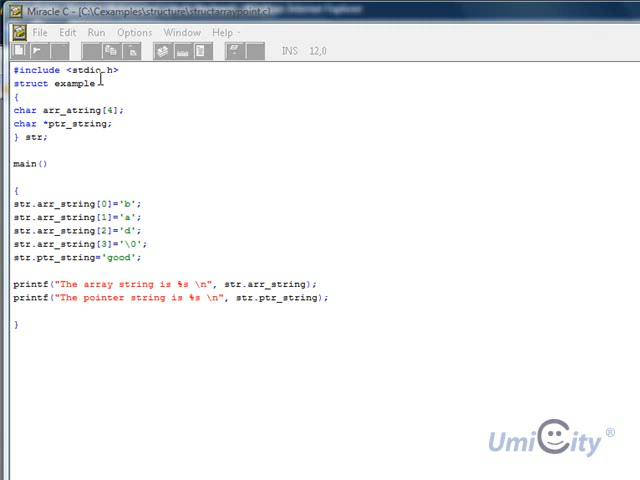 Miracle C - [C:\Cexamples\structure\structarraypoint.c]
File Edit Run Options Windows Help
INS 12,0
#include <stdio.h>
struct example
{
char arr_atring[4];
char *ptr_string;
} str;
main()
{
str.arr_string[0]='b';
str.arr_string[1]='a';
str.arr_string[2]='d';
str.arr_string[3]='\0';
str.ptr_string='good';
printf("The array string is %s \n", str.arr_string);
printf("The pointer string is %s \n", str.ptr_string);
}
UmiCity ®